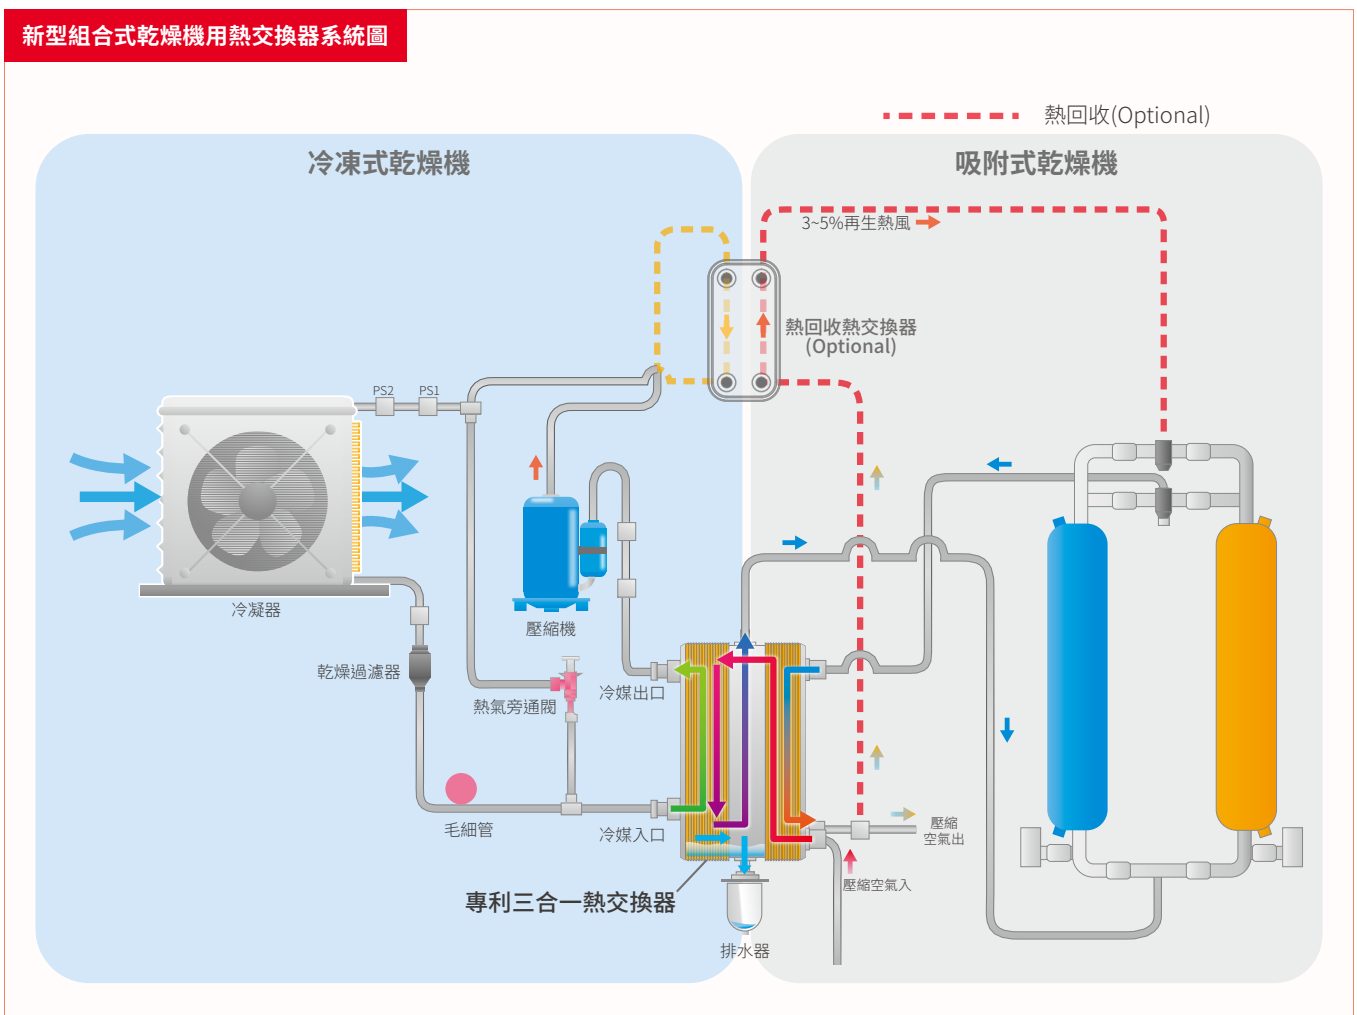 新型組合式乾燥機用熱交換器系統圖
熱回收(Optional)
冷凍式乾燥機
吸附式乾燥機
3~5%再生熱風
熱回收熱交換器
(Optional)
PS2
PS1
冷凝器
壓縮機
乾燥過濾器
熱氣旁通閥
冷媒出口
毛細管
冷媒入口
壓縮
空氣出
壓縮空氣入
專利三合一熱交換器
排水器